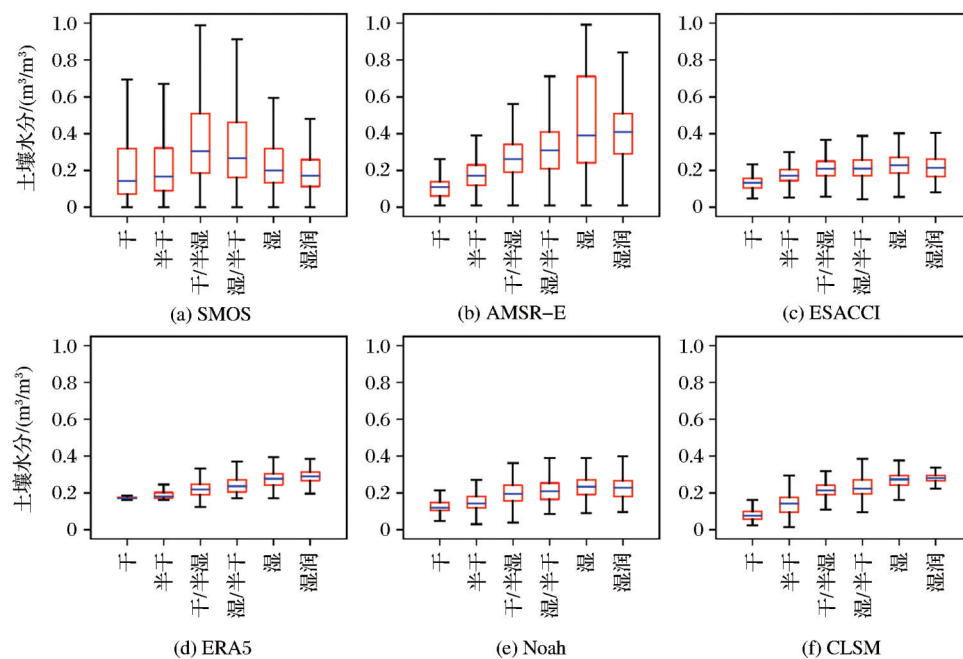 土壤水分/(m³/m³)
1.0
0.8
0.6
0.4
0.2
0
干
半干
干/半湿
湿/半干
湿
湿润
(a) SMOS
1.0
0.8
0.6
0.4
0.2
0
干
半干
干/半湿
湿/半干
湿
湿润
(b) AMSR-E
1.0
0.8
0.6
0.4
0.2
0
干
半干
干/半湿
湿/半干
湿
湿润
(c) ESACCI
土壤水分/(m³/m³)
1.0
0.8
0.6
0.4
0.2
0
干
半干
干/半湿
湿/半干
湿
湿润
(d) ERA5
1.0
0.8
0.6
0.4
0.2
0
干
半干
干/半湿
湿/半干
湿
湿润
(e) Noah
1.0
0.8
0.6
0.4
0.2
0
干
半干
干/半湿
湿/半干
湿
湿润
(f) CLSM